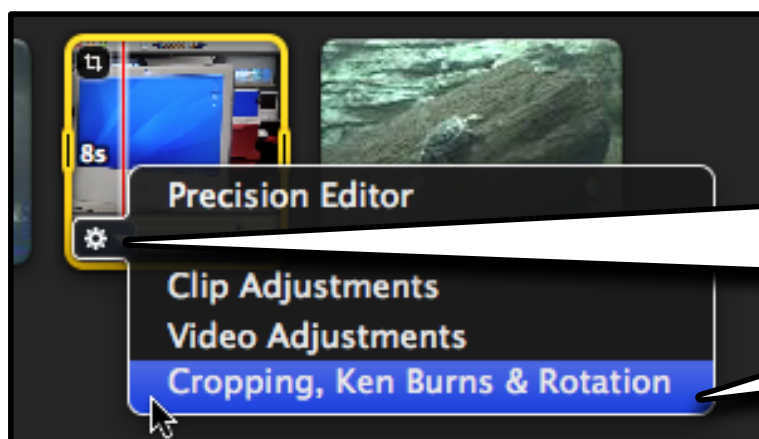 8s
Precision Editor
Clip Adjustments
Video Adjustments
Cropping, Ken Burns & Rotation